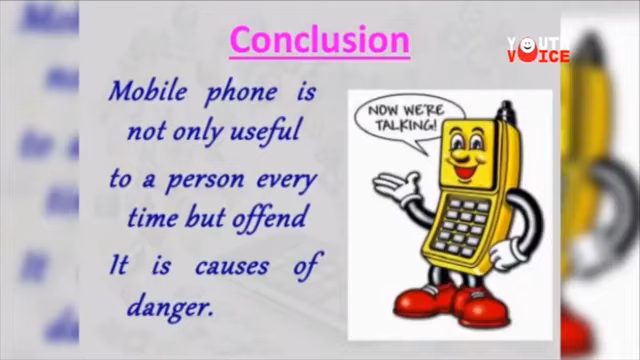 Conclusion
YOUTH
VOICE
Mobile phone is
not only useful
to a person every
time but offend
It is causes of
danger.
NOW WE'RE
TALKING!